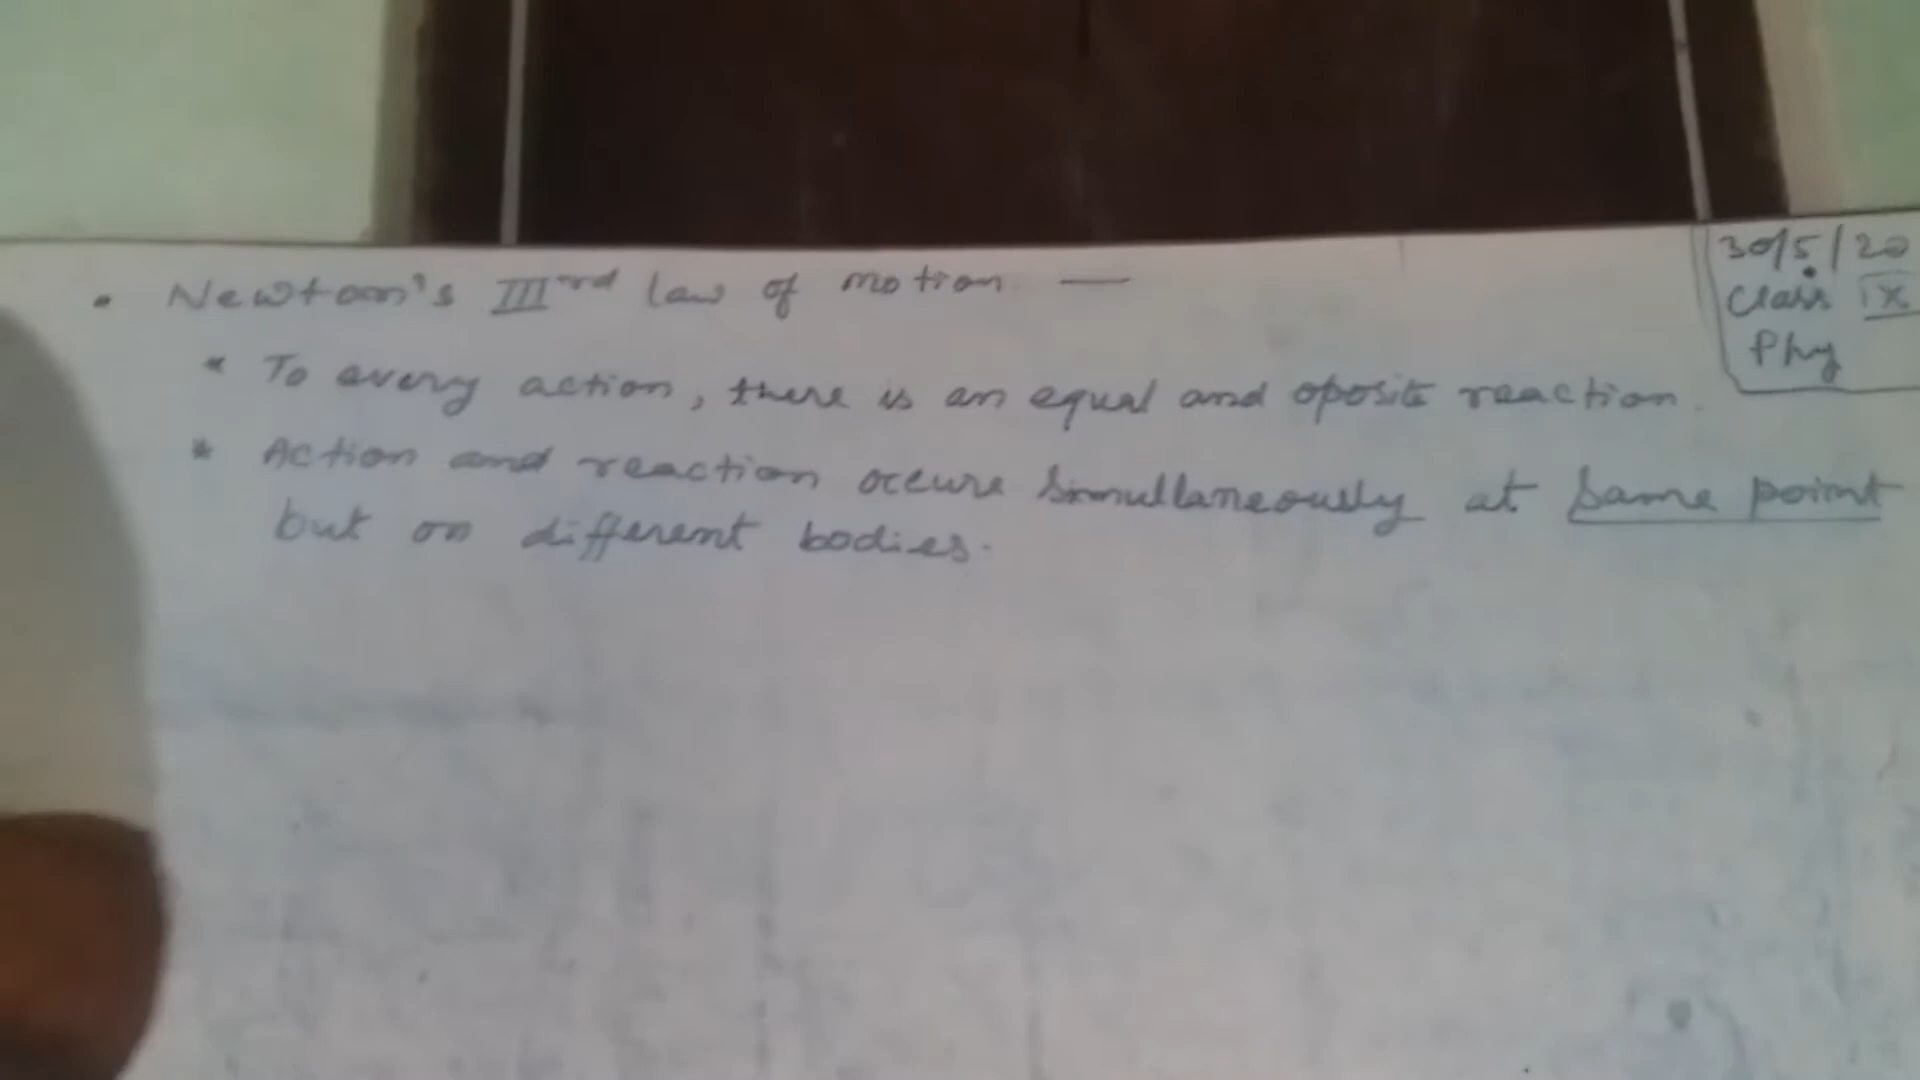 • Newton's IIIrd law of motion —
30/5/20
Class IX
Phy
* To every action, there is an equal and oposite reaction.
* Action and reaction occure simullaneously at same point
but on different bodies.